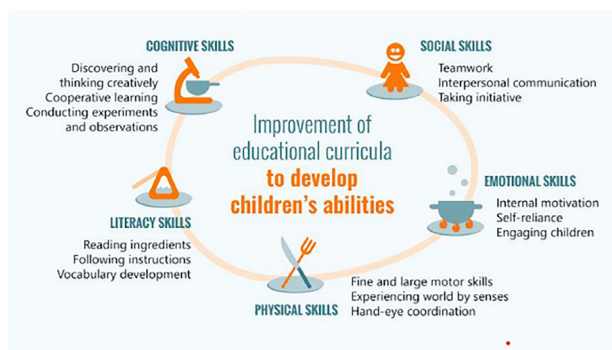 COGNITIVE SKILLS
Discovering and
thinking creatively
Cooperative learning
Conducting experiments
and observations
SOCIAL SKILLS
Teamwork
Interpersonal communication
Taking initiative
Improvement of
educational curricula
to develop
children's abilities
EMOTIONAL SKILLS
Internal motivation
Self-reliance
Engaging children
LITERACY SKILLS
Reading ingredients
Following instructions
Vocabulary development
PHYSICAL SKILLS
Fine and large motor skills
Experiencing world by senses
Hand-eye coordination